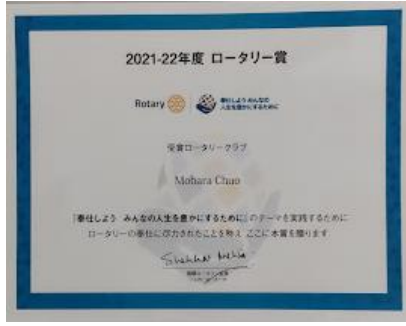 2021-22年度 ロータリー賞
Rotary
奉仕しよう みんなの
人生を豊かにするために
受賞ロータリークラブ
Mobara Chuo
「奉仕しよう みんなの人生を豊かにするために」のテーマを実践するために
ロータリーの奉仕に尽力されたことを称え ここに本賞を贈ります
Shekhar Mehta